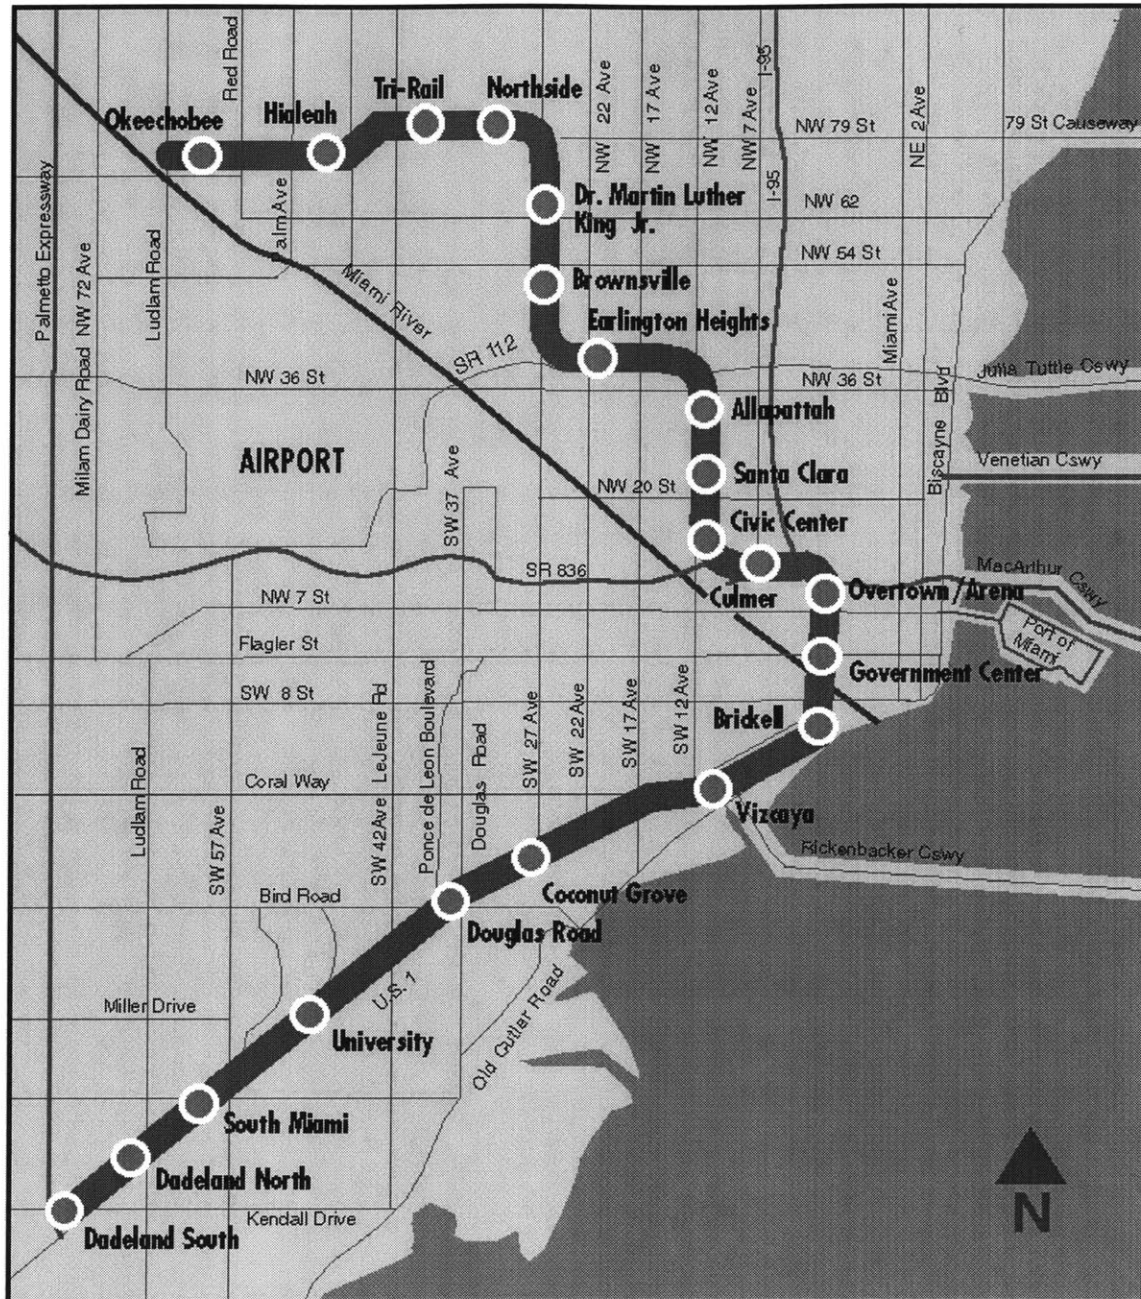 Red Road
Tri-Rail
Northside
Okeechobee
Hialeah
NW 22 Ave
NW 17 Ave
NW 12 Ave
NW 7 Ave
I-95
I-95
NW 79 St
NE 2 Ave
79 St Causeway
Dr. Martin Luther
King Jr.
NW 62
NW 54 St
Palm Ave
Palmetto Expressway
Milam Dairy Road NW 72 Ave
Ludlam Road
Miami River
Brownsville
Earlington Heights
Miami Ave
SR 112
NW 36 St
NW 36 St
Julia Tuttle Cswy
Biscayne Blvd
Allapattah
AIRPORT
SW 37 Ave
Santa Clara
Venetian Cswy
NW 20 St
Civic Center
SR 836
MacArthur Cswy
Culmer
Overtown/Arena
NW 7 St
Port of
Miami
Flagler St
Government Center
SW 8 St
Brickell
SW 12 Ave
SW 17 Ave
SW 22 Ave
SW 27 Ave
Douglas Road
Ponce de Leon Boulevard
SW 42 Ave LeJeune Rd
Coral Way
Ludlam Road
SW 57 Ave
Vizcaya
Rickenbacker Cswy
Bird Road
Coconut Grove
Douglas Road
U.S. 1
Miller Drive
University
Old Cutler Road
South Miami
Dadeland North
Kendall Drive
Dadeland South
N